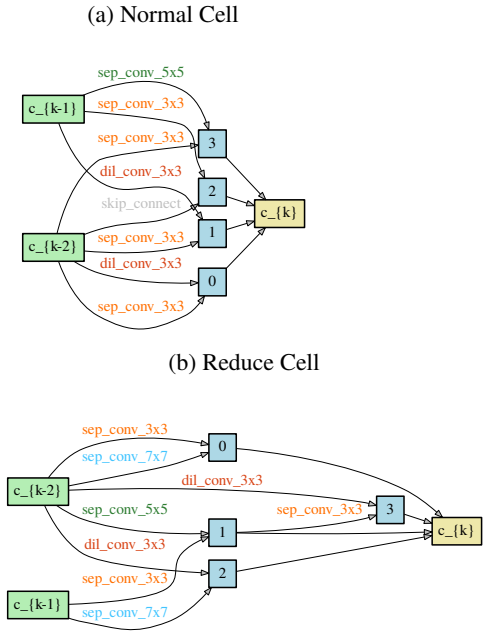 (a) Normal Cell
sep_conv_5x5
c_{k-1}
sep_conv_3x3
sep_conv_3x3
3
dil_conv_3x3
2
skip_connect
c_{k}
1
c_{k-2}
sep_conv_3x3
dil_conv_3x3
0
sep_conv_3x3
(b) Reduce Cell
sep_conv_3x3
0
sep_conv_7x7
dil_conv_3x3
c_{k-2}
sep_conv_5x5
sep_conv_3x3
3
1
c_{k}
dil_conv_3x3
2
sep_conv_3x3
c_{k-1}
sep_conv_7x7